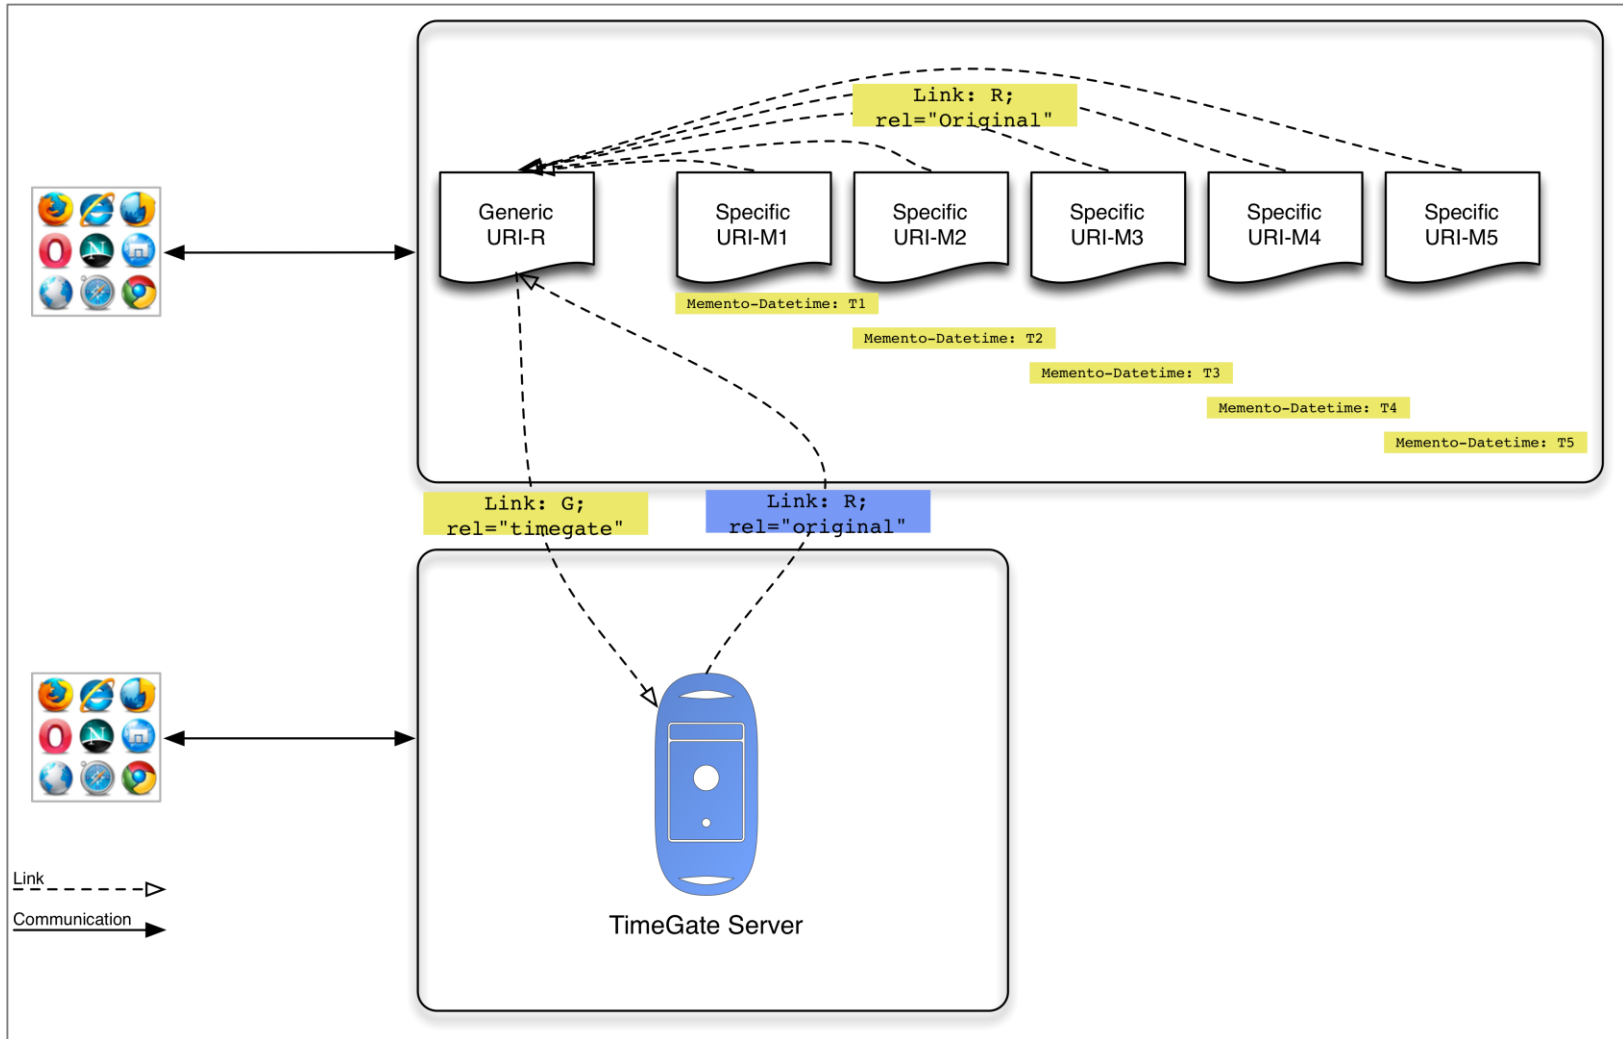 Link: R;
rel="Original"
Generic
URI-R
Specific
URI-M1
Specific
URI-M2
Specific
URI-M3
Specific
URI-M4
Specific
URI-M5
Memento-Datetime: T1
Memento-Datetime: T2
Memento-Datetime: T3
Memento-Datetime: T4
Memento-Datetime: T5
Link: G;
rel="timegate"
Link: R;
rel="original"
TimeGate Server
Link
Communication